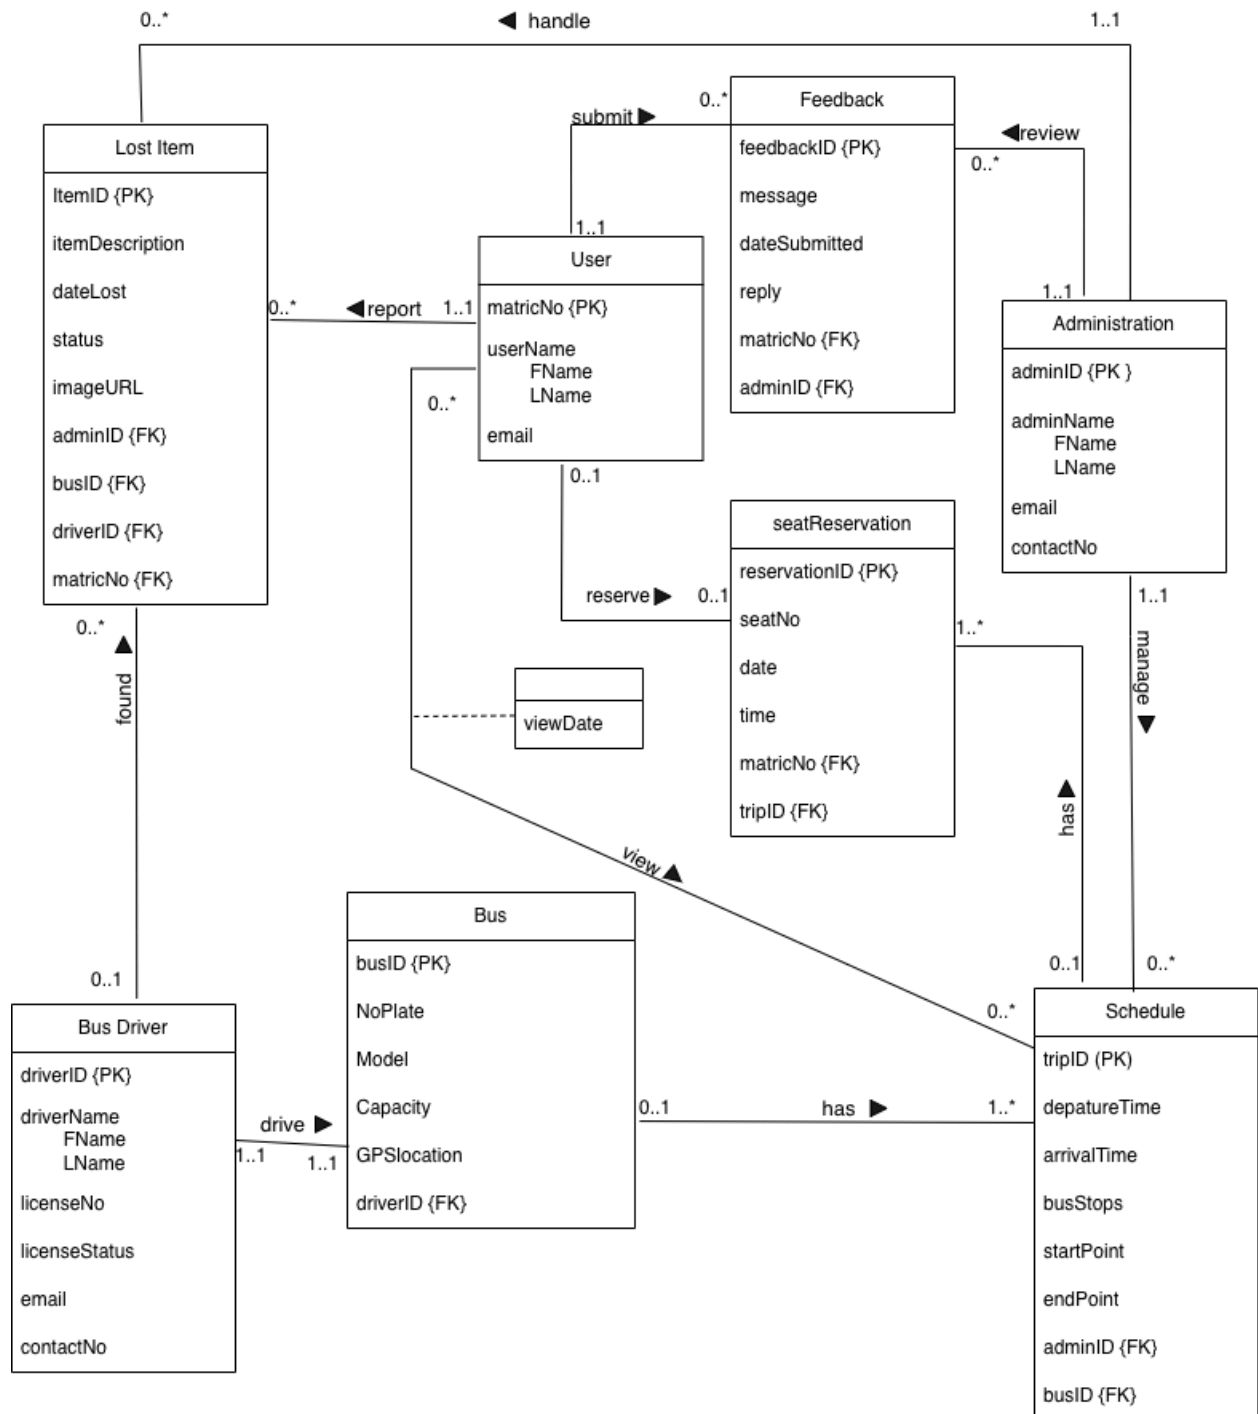 0..*
handle
1..1
Lost Item
ItemID {PK}
itemDescription
dateLost
status
imageURL
adminID {FK}
busID {FK}
driverID {FK}
matricNo {FK}
submit
0..*
Feedback
feedbackID {PK}
message
dateSubmitted
reply
matricNo {FK}
adminID {FK}
review
0..*
1..1
1..1
User
matricNo {PK}
userName
FName
LName
email
0..*
report
1..1
0..*
0..1
Administration
adminID {PK }
adminName
FName
LName
email
contactNo
reserve
0..1
seatReservation
reservationID {PK}
seatNo
date
time
matricNo {FK}
tripID {FK}
1..*
1..1
manage
0..*
found
viewDate
view
has
0..1
0..*
0..*
0..1
Bus Driver
driverID {PK}
driverName
FName
LName
licenseNo
licenseStatus
email
contactNo
drive
1..1
1..1
Bus
busID {PK}
NoPlate
Model
Capacity
GPSlocation
driverID {FK}
0..1
has
1..*
Schedule
tripID (PK)
depatureTime
arrivalTime
busStops
startPoint
endPoint
adminID {FK}
busID {FK}